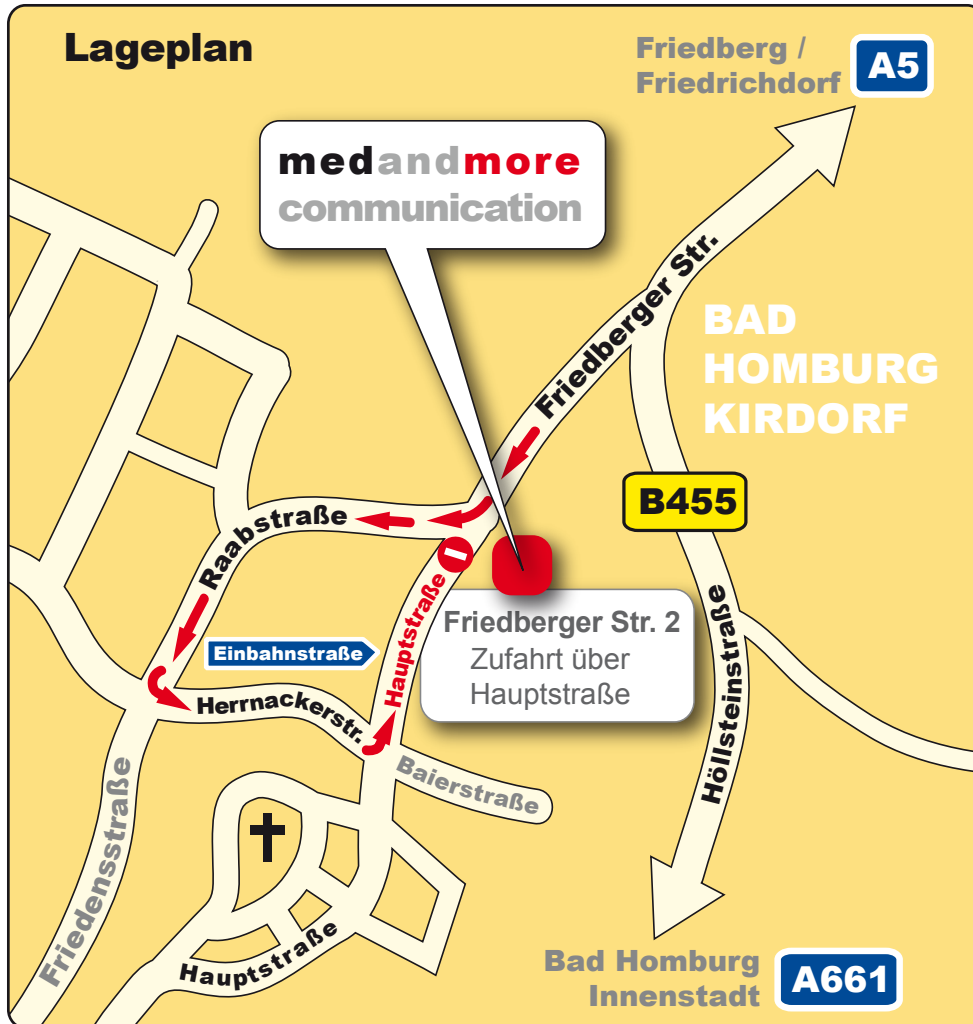 Lageplan
Friedberg /
Friedrichdorf
A5
medandmore
communication
Friedberger Str.
BAD
HOMBURG
KIRDORF
B455
Raabstraße
Hauptstraße
Friedberger Str. 2
Zufahrt über
Hauptstraße
Einbahnstraße
Herrnackerstr.
Höllsteinstraße
Baierstraße
Friedensstraße
Hauptstraße
Bad Homburg
Innenstadt
A661